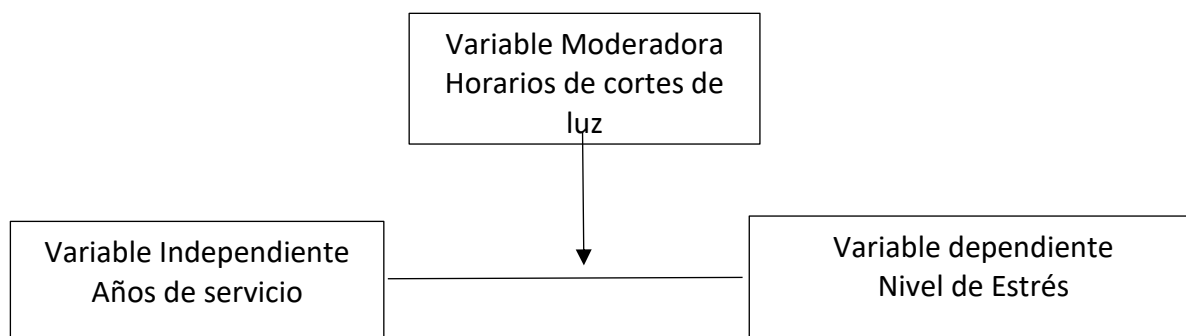 Variable Moderadora
Horarios de cortes de
luz
Variable Independiente
Años de servicio
Variable dependiente
Nivel de Estrés